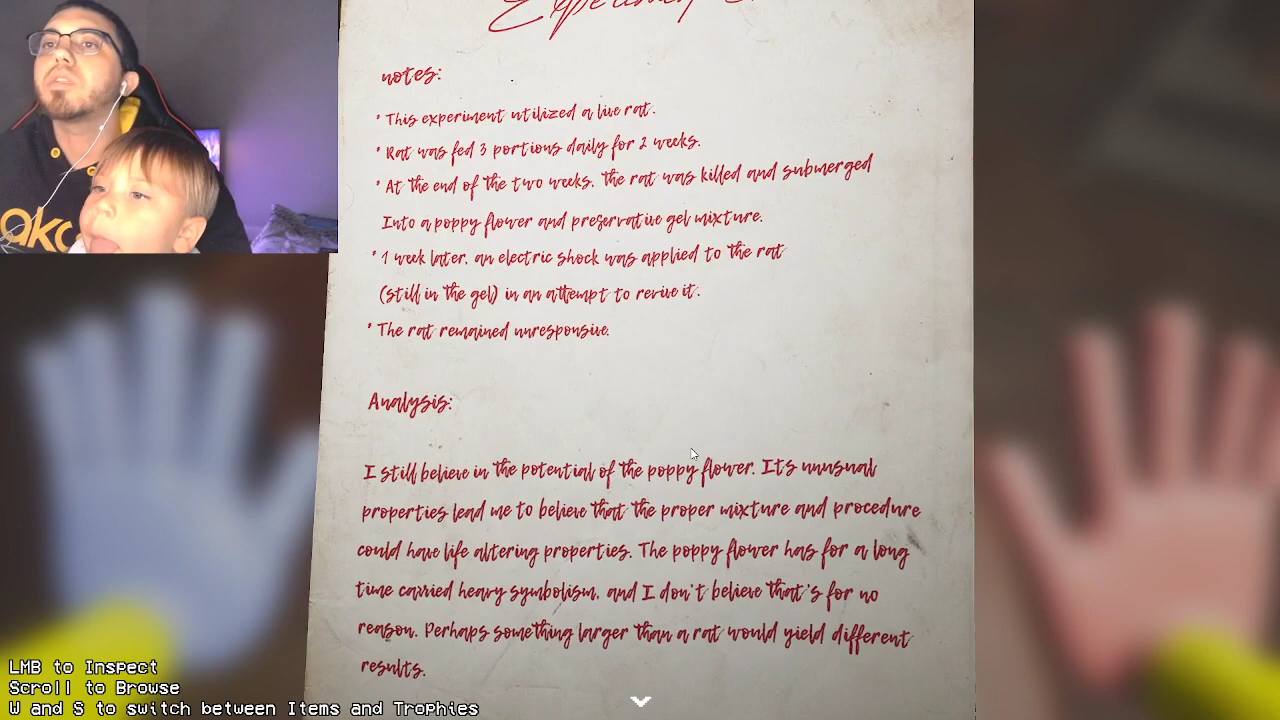 Experiment
notes:
* This experiment utilized a live rat.
* Rat was fed 3 portions daily for 2 weeks.
* At the end of the two weeks, the rat was killed and submerged
Into a poppy flower and preservative gel mixture.
* 1 week later, an electric shock was applied to the rat
(still in the gel) in an attempt to revive it.
* The rat remained unresponsive.
Analysis:
I still believe in the potential of the poppy flower. Its unusual
properties lead me to believe that the proper mixture and procedure
could have life altering properties. The poppy flower has for a long
time carried heavy symbolism, and I don't believe that's for no
reason. Perhaps something larger than a rat would yield different
results.
LMB to Inspect
Scroll to Browse
W and S to switch between Items and Trophies